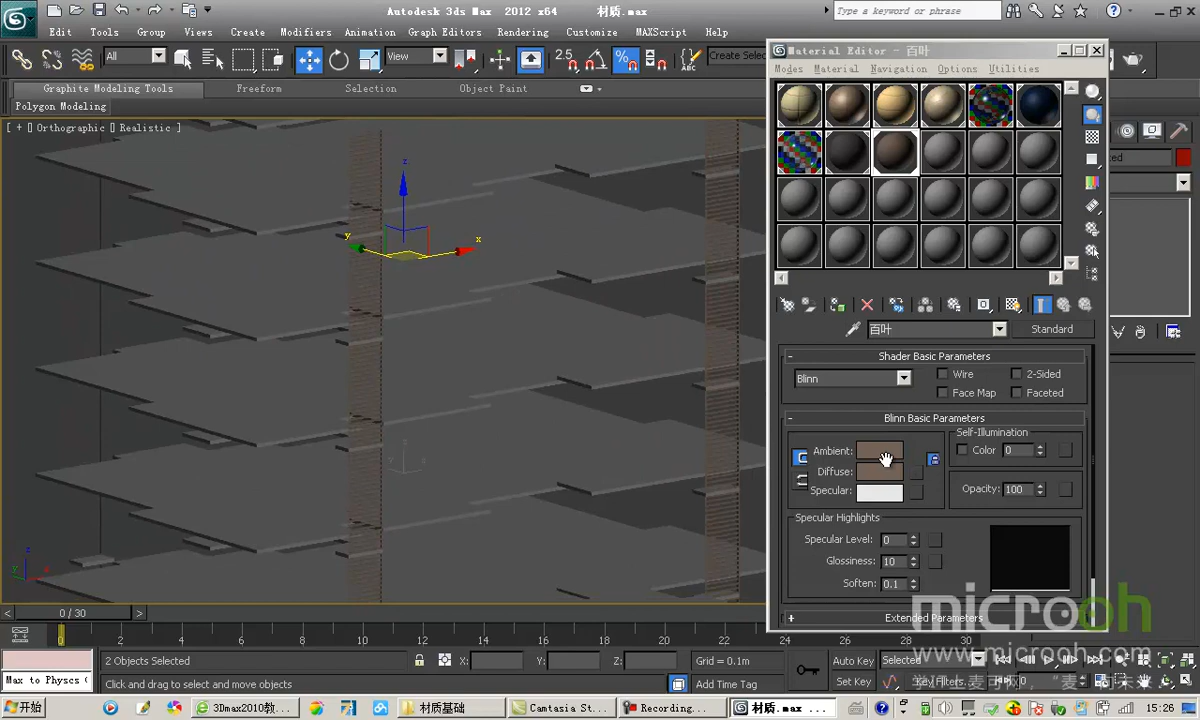 Autodesk 3ds Max 2012 x64 材质.max
Type a keyword or phrase
Edit Tools Group Views Create Modifiers Animation Graph Editors Rendering Customize MAXScript Help
All View 2.5 Create Selec
Graphite Modeling Tools Freeform Selection Object Paint
Polygon Modeling
[ + ] Orthographic ] Realistic ]
Material Editor - 百叶
Modes Material Navigation Options Utilities
百叶 Standard
Shader Basic Parameters
Blinn Wire 2-Sided
Face Map Faceted
Blinn Basic Parameters
Self-Illumination
Ambient: Color 0
Diffuse:
Specular: Opacity: 100
Specular Highlights
Specular Level: 0
Glossiness: 10
Soften: 0.1
Extended Parameters
z
y
x
microoh
www.microoh.com
0 / 30
0 2 4 6 8 10 12 14 16 18 20 22 24 26 28 30
2 Objects Selected X: Y: Z: Grid = 0.1m Auto Key Selected
Max to Physcs ( Click and drag to select and move objects Add Time Tag Set Key Key Filters... 0
开始 3DMax2010教... 材质基础 Camtasia St... Recording... 材质.max ... 15:26